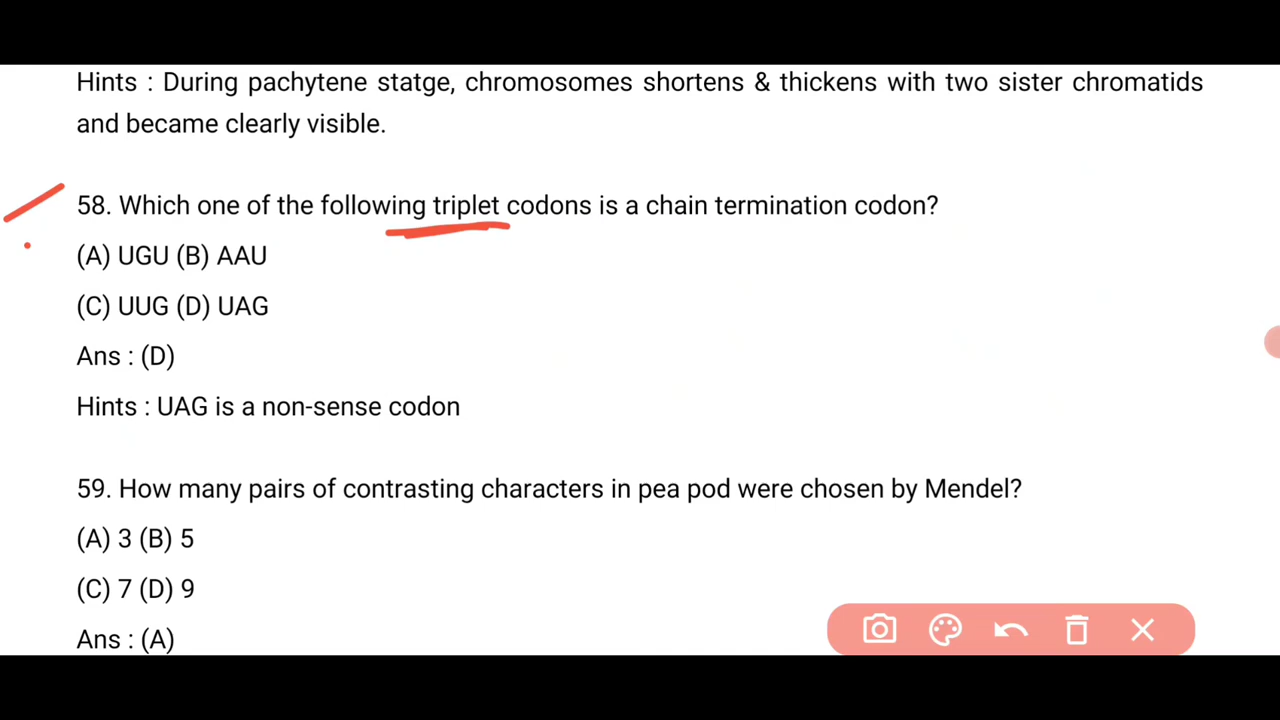 Hints : During pachytene statge, chromosomes shortens & thickens with two sister chromatids
and became clearly visible.
58. Which one of the following triplet codons is a chain termination codon?
(A) UGU (B) AAU
(C) UUG (D) UAG
Ans : (D)
Hints : UAG is a non-sense codon
59. How many pairs of contrasting characters in pea pod were chosen by Mendel?
(A) 3 (B) 5
(C) 7 (D) 9
Ans : (A)